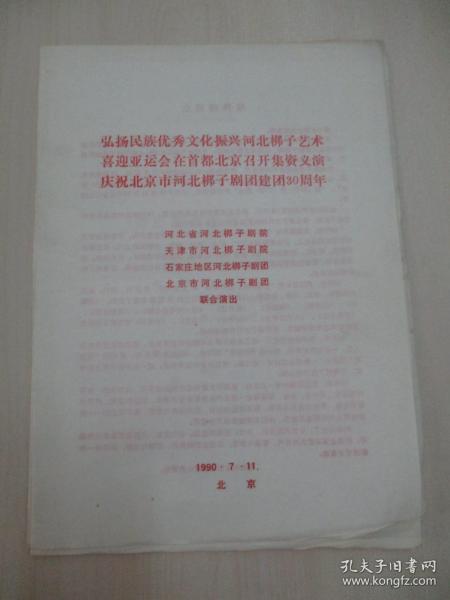 弘扬民族优秀文化振兴河北梆子艺术
喜迎亚运会在首都北京召开集资义演
庆祝北京市河北梆子剧团建团30周年
河北省河北梆子剧院
天津市河北梆子剧院
石家庄地区河北梆子剧团
北京市河北梆子剧团
联合演出
1990·7·11.
北京
孔夫子旧书网
www.kongfz.com